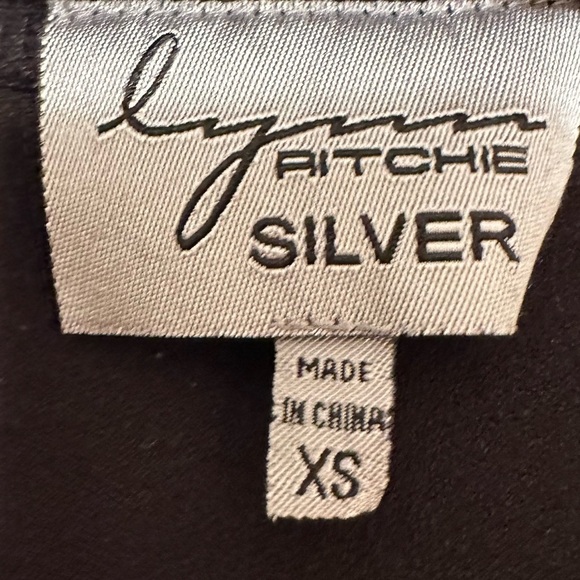 lynn
RITCHIE
SILVER
MADE
IN CHINA
XS